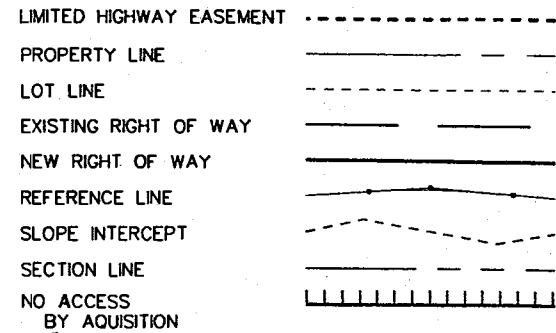 LIMITED HIGHWAY EASEMENT
PROPERTY LINE
LOT LINE
EXISTING RIGHT OF WAY
NEW RIGHT OF WAY
REFERENCE LINE
SLOPE INTERCEPT
SECTION LINE
NO ACCESS
BY AQUISITION